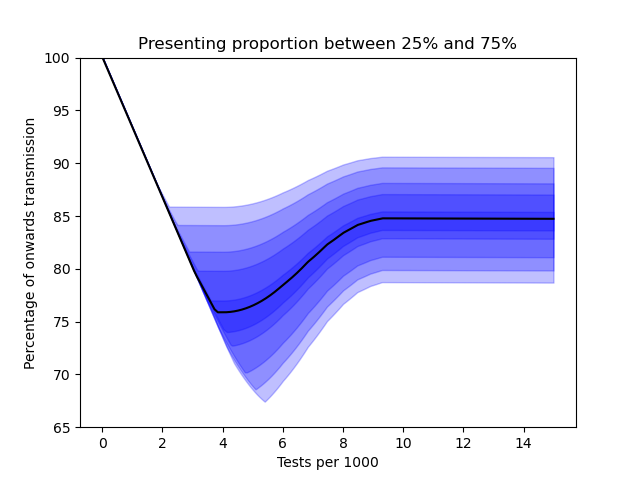 Presenting proportion between 25% and 75%
Percentage of onwards transmission
100
95
90
85
80
75
70
65
0 2 4 6 8 10 12 14
Tests per 1000